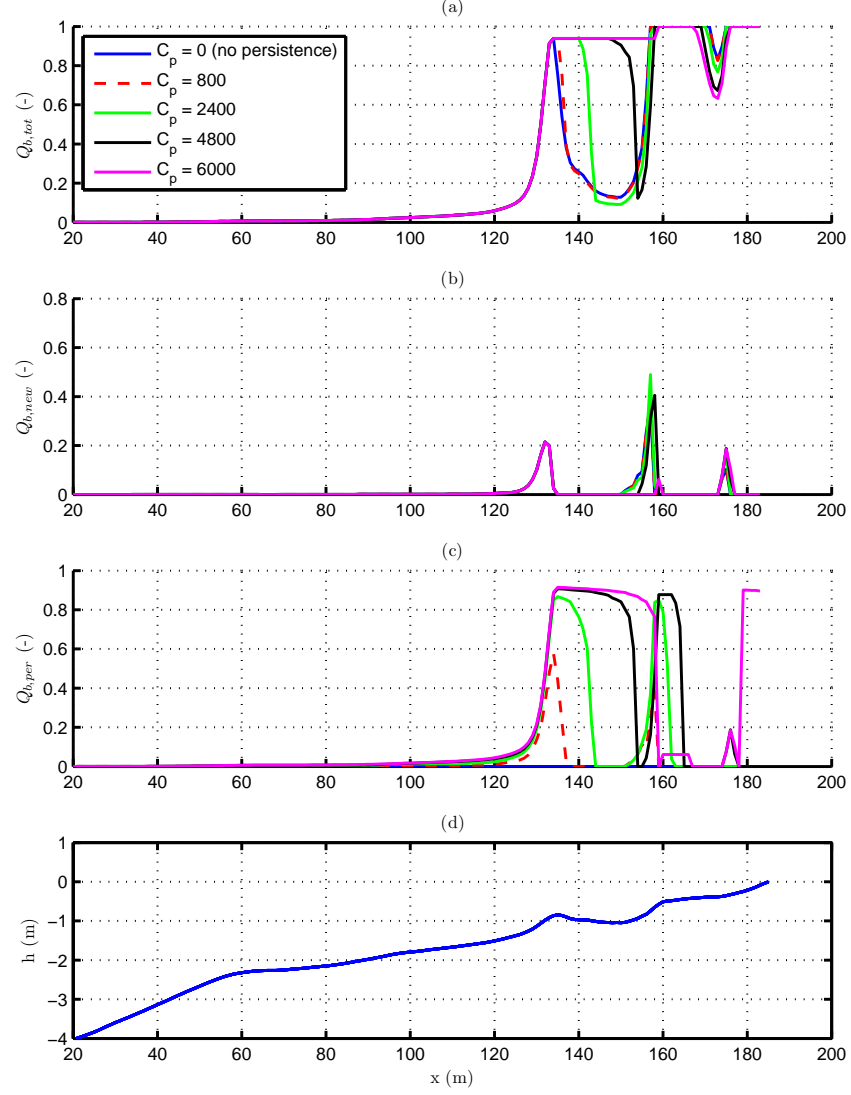 (a)
Q_b,tot (-)
1
0.8
0.6
0.4
0.2
0
C_p = 0 (no persistence)
C_p = 800
C_p = 2400
C_p = 4800
C_p = 6000
20 40 60 80 100 120 140 160 180 200
(b)
Q_b,new (-)
0.8
0.6
0.4
0.2
0
20 40 60 80 100 120 140 160 180 200
(c)
Q_b,per (-)
1
0.8
0.6
0.4
0.2
0
20 40 60 80 100 120 140 160 180 200
(d)
h (m)
1
0
−1
−2
−3
−4
20 40 60 80 100 120 140 160 180 200
x (m)